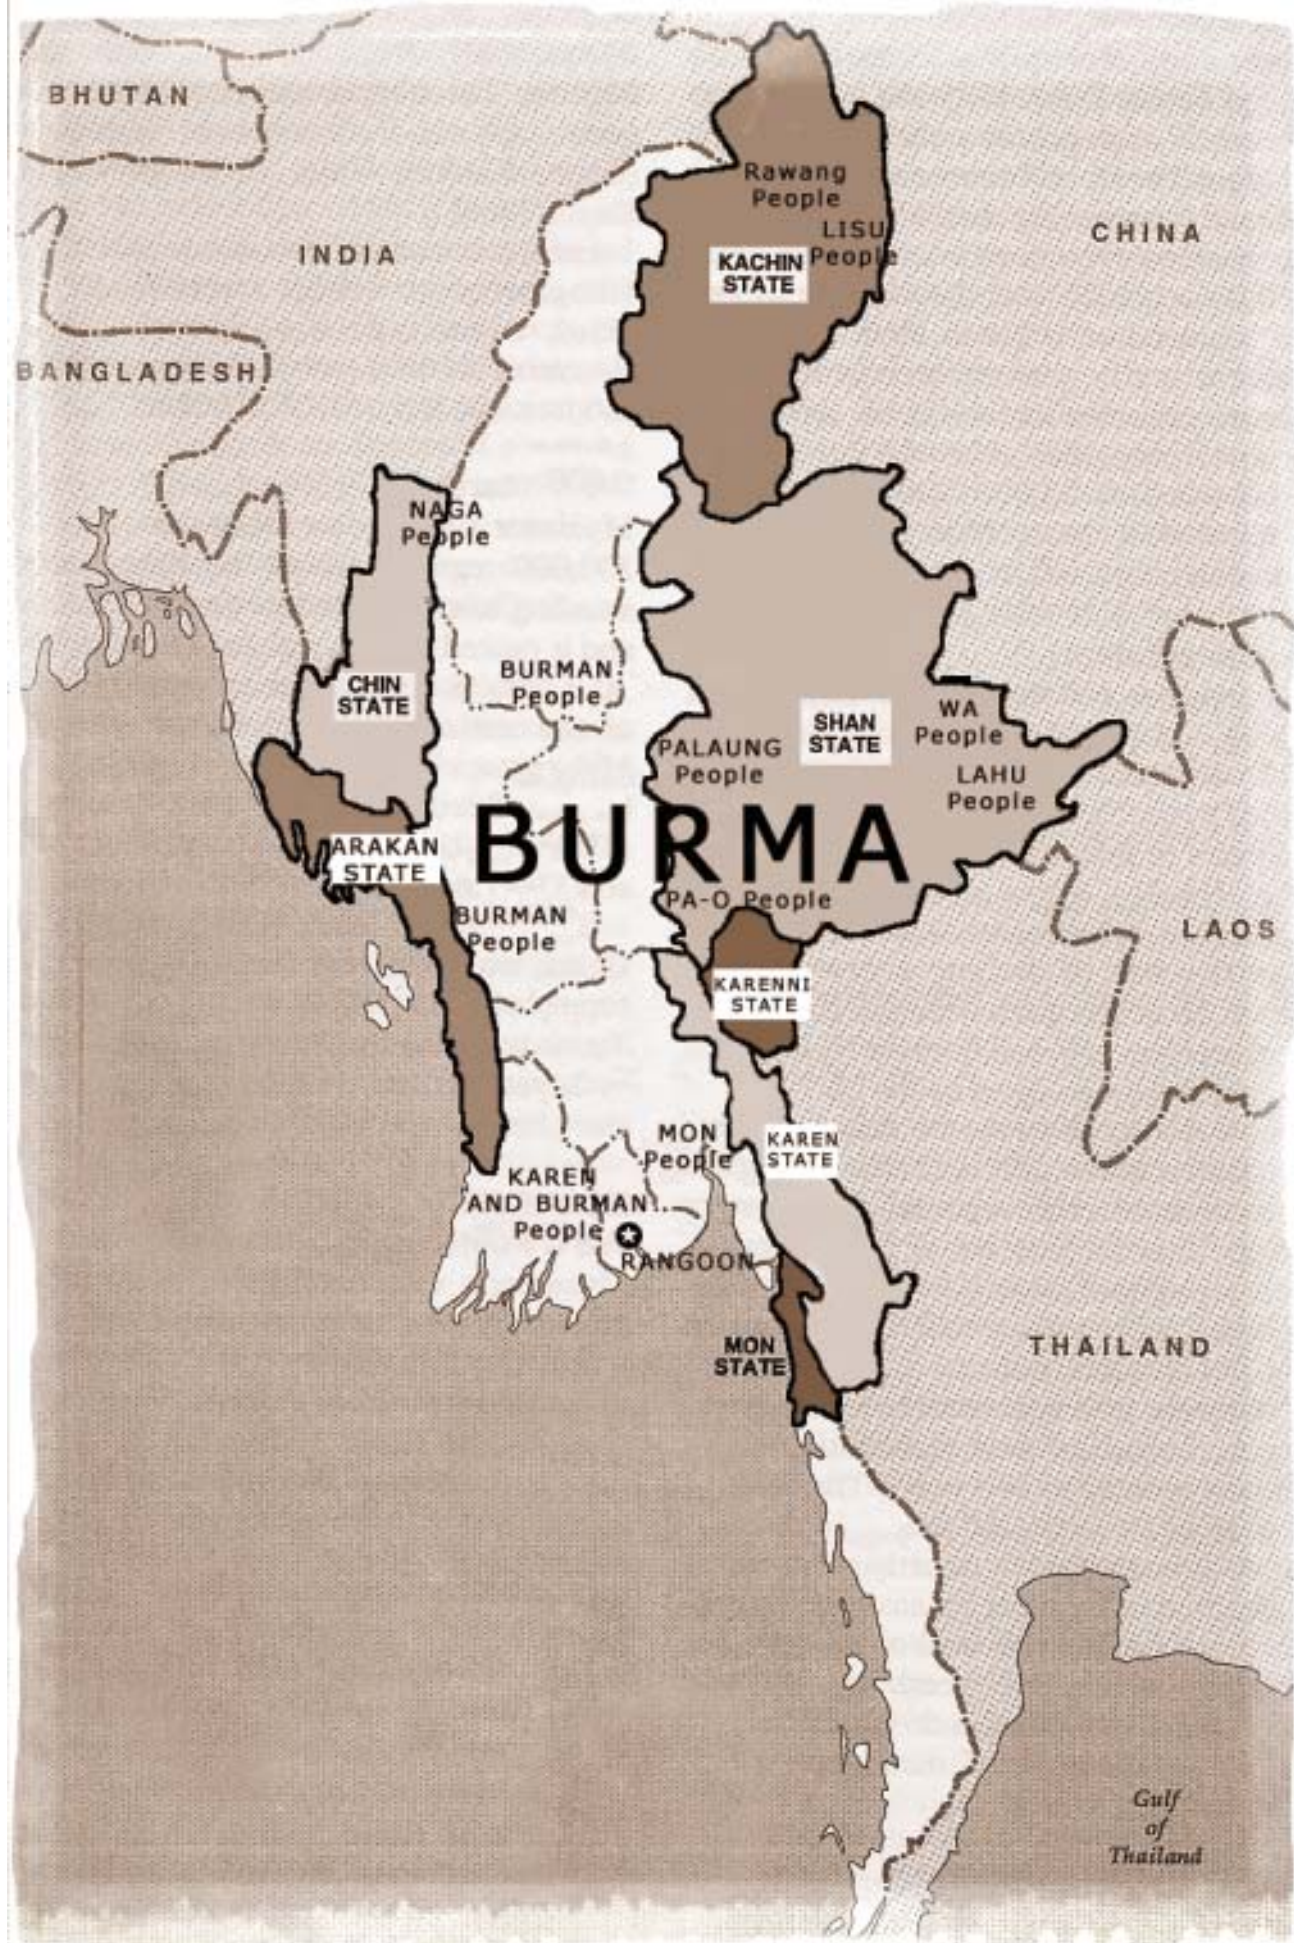 BHUTAN
Rawang
People
LISU
People
CHINA
INDIA
KACHIN
STATE
BANGLADESH
NAGA
People
BURMAN
People
CHIN
STATE
SHAN
STATE
WA
People
PALAUNG
People
LAHU
People
BURMA
ARAKAN
STATE
PA-O People
BURMAN
People
LAOS
KARENNI
STATE
MON
People
KAREN
STATE
KAREN
AND BURMAN
People
RANGOON
MON
STATE
THAILAND
Gulf
of
Thailand